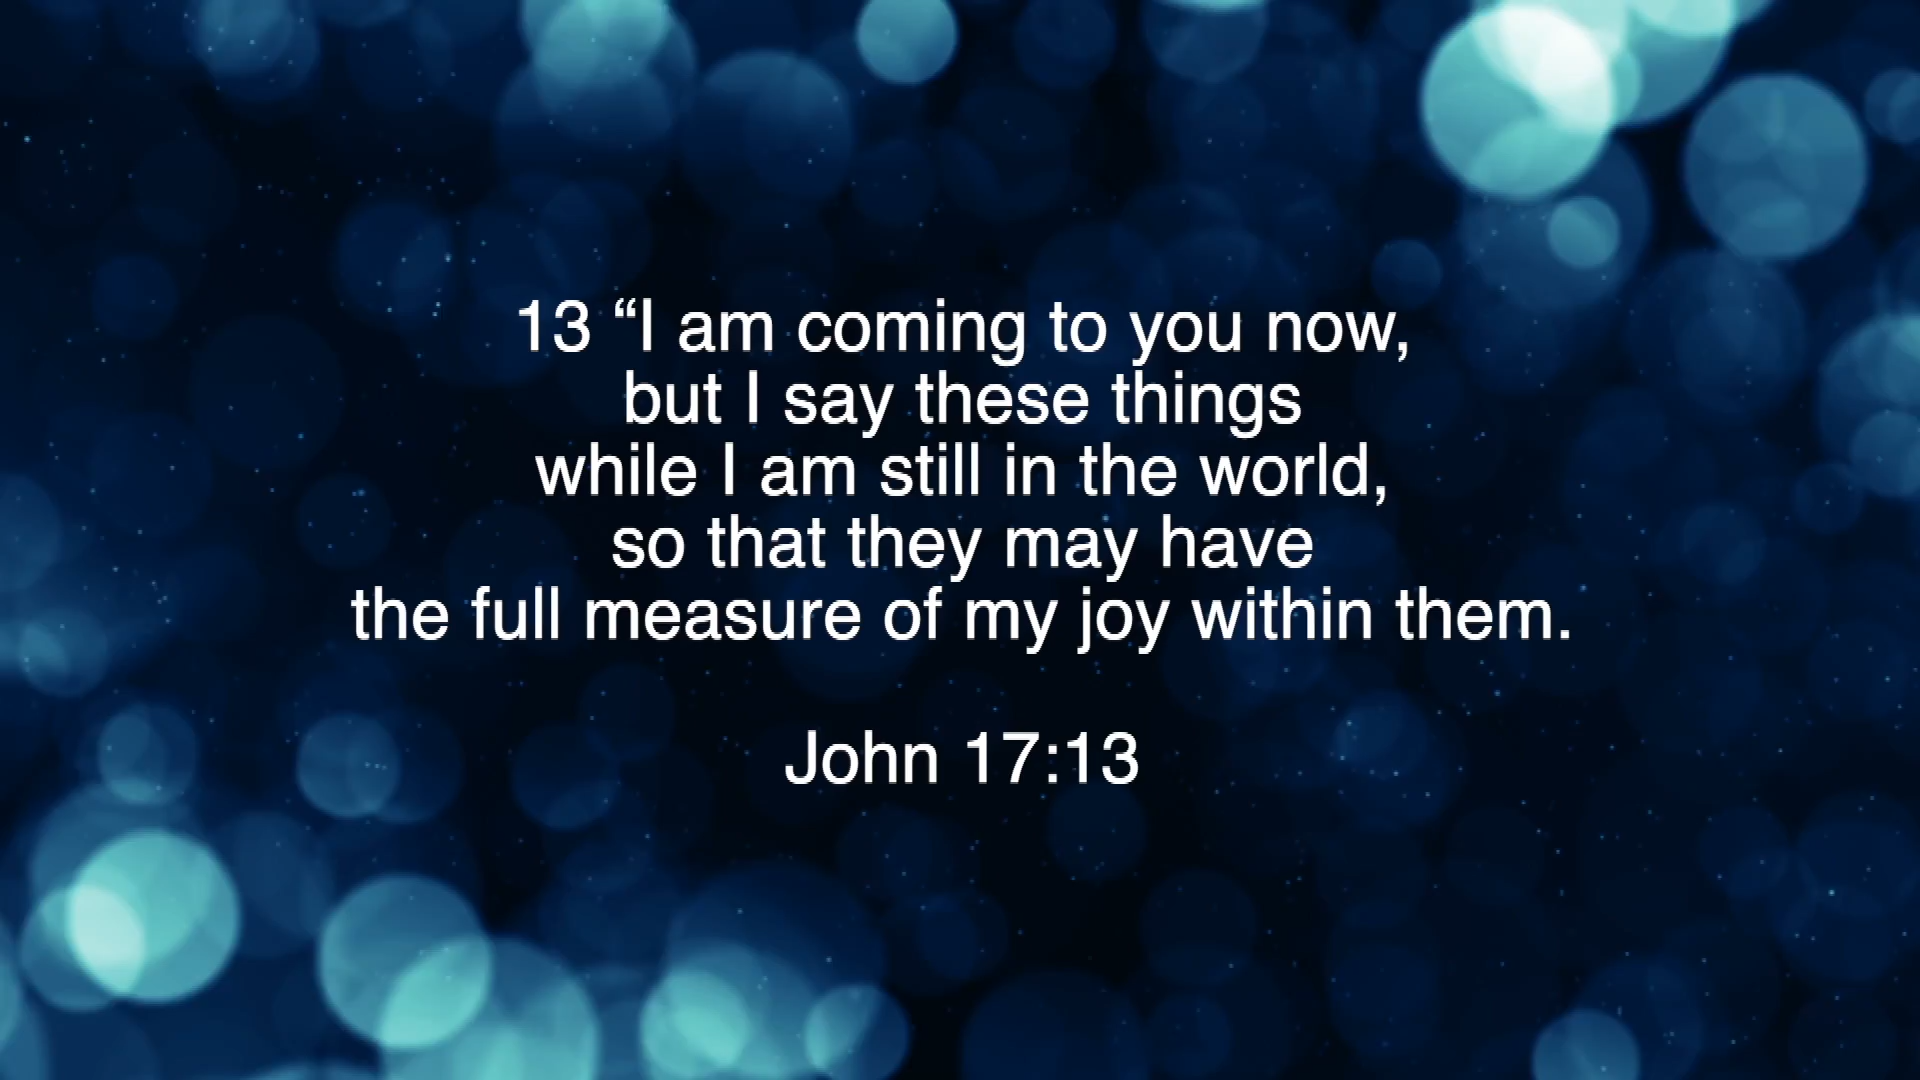 13 “I am coming to you now,
but I say these things
while I am still in the world,
so that they may have
the full measure of my joy within them.
John 17:13